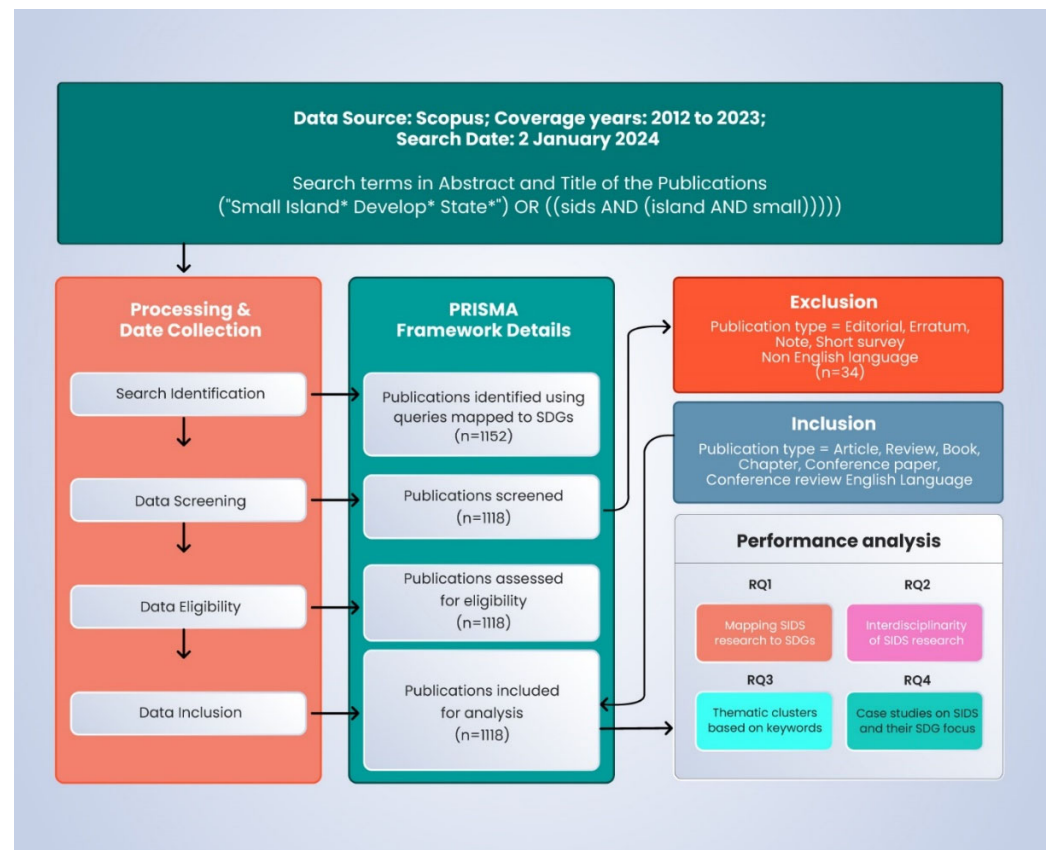 Data Source: Scopus; Coverage years: 2012 to 2023;
Search Date: 2 January 2024
Search terms in Abstract and Title of the Publications
("Small Island* Develop* State*") OR ((sids AND (island AND small)))))
Processing &
Date Collection
Search Identification
Data Screening
Data Eligibility
Data Inclusion
PRISMA
Framework Details
Publications identified using
queries mapped to SDGs
(n=1152)
Publications screened
(n=1118)
Publications assessed
for eligibility
(n=1118)
Publications included
for analysis
(n=1118)
Exclusion
Publication type = Editorial, Erratum,
Note, Short survey
Non English language
(n=34)
Inclusion
Publication type = Article, Review, Book,
Chapter, Conference paper,
Conference review English Language
Performance analysis
RQ1
Mapping SIDS
research to SDGs
RQ2
Interdisciplinarity
of SIDS research
RQ3
Thematic clusters
based on keywords
RQ4
Case studies on SIDS
and their SDG focus